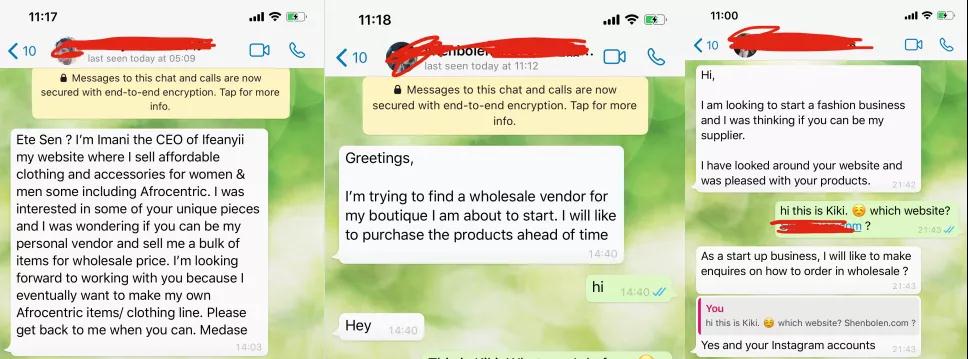 11:17
10
last seen today at 05:09
Messages to this chat and calls are now
secured with end-to-end encryption. Tap for more
info.
Ete Sen ? I'm Imani the CEO of Ifeanyii
my website where I sell affordable
clothing and accessories for women &
men some including Afrocentric. I was
interested in some of your unique pieces
and I was wondering if you can be my
personal vendor and sell me a bulk of
items for wholesale price. I'm looking
forward to working with you because I
eventually want to make my own
Afrocentric items/ clothing line. Please
get back to me when you can. Medase
14:03
11:18
10
last seen today at 11:12
Messages to this chat and calls are now
secured with end-to-end encryption. Tap for more
info.
Greetings,
I'm trying to find a wholesale vendor for
my boutique I am about to start. I will like
to purchase the products ahead of time
14:40
hi 14:40
Hey 14:40
11:00
10
Hi,
I am looking to start a fashion business
and I was thinking if you can be my
supplier.
I have looked around your website and
was pleased with your products. 21:42
hi this is Kiki. ☺️ which website?
om ? 21:43
As a start up business, I will like to make
enquires on how to order in wholesale ?
21:43
You
hi this is Kiki. ☺️ which website? Shenbolen.com ?
Yes and your Instagram accounts 21:43